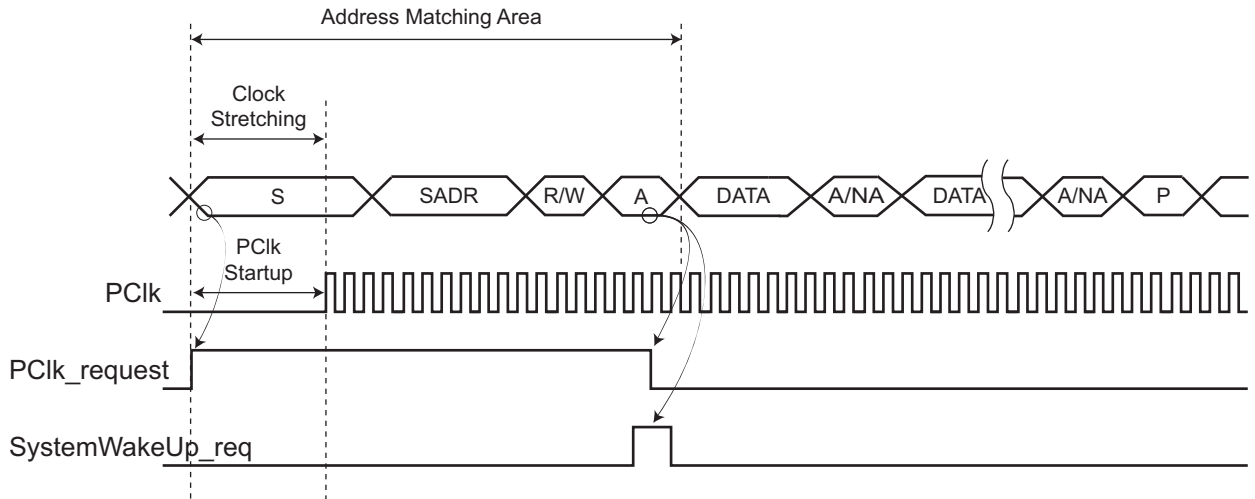 Address Matching Area
Clock
Stretching
S SADR R/W A DATA A/NA DATA A/NA P
PClk
Startup
PClk
PClk_request
SystemWakeUp_req